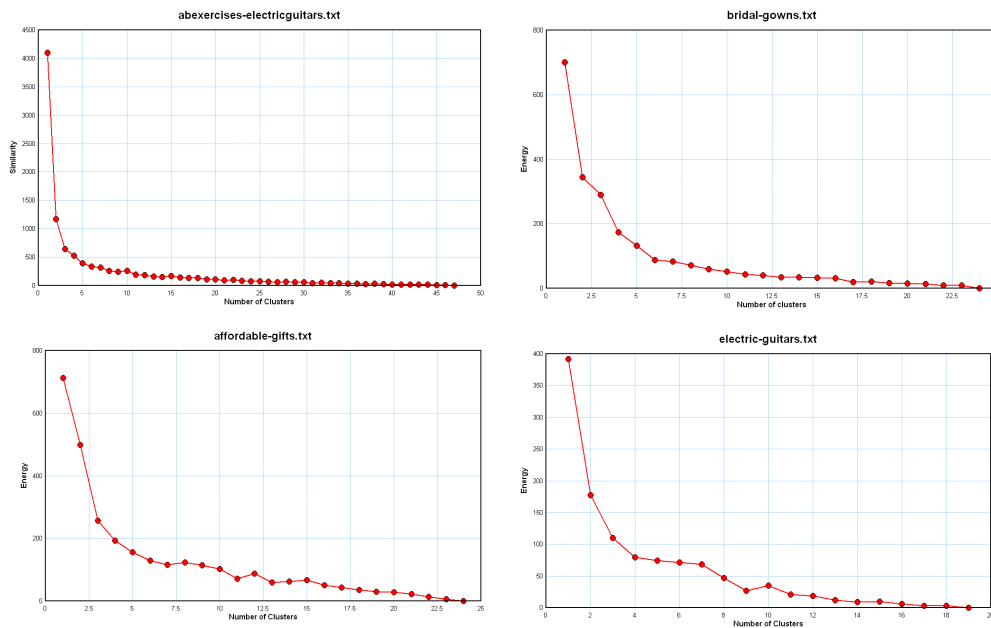 abexercises-electricguitars.txt
4500
4000
3500
3000
2500
2000
1500
1000
500
0
Similarity
0 5 10 15 20 25 30 35 40 45 50
Number of Clusters
bridal-gowns.txt
800
600
400
200
0
Energy
0 2.5 5 7.5 10 12.5 15 17.5 20 22.5
Number of clusters
affordable-gifts.txt
800
600
400
200
0
Energy
0 2.5 5 7.5 10 12.5 15 17.5 20 22.5 25
Number of Clusters
electric-guitars.txt
400
350
300
250
200
150
100
50
0
Energy
0 2 4 6 8 10 12 14 16 18
Number of Clusters